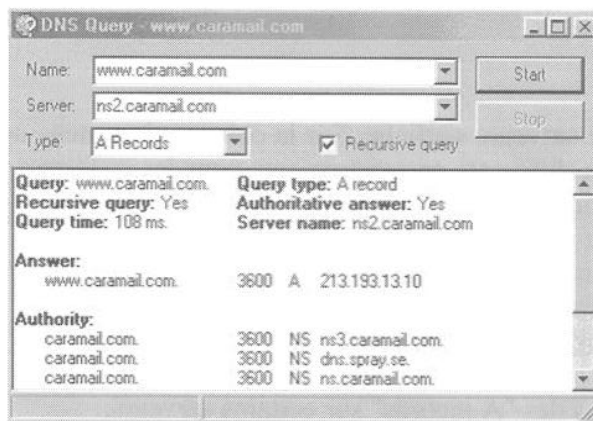 DNS Query - www.caramail.com
Name: www.caramail.com Start
Server: ns2.caramail.com Stop
Type: A Records Recursive query
Query: www.caramail.com. Query type: A record
Recursive query: Yes Authoritative answer: Yes
Query time: 108 ms. Server name: ns2.caramail.com
Answer:
www.caramail.com. 3600 A 213.193.13.10
Authority:
caramail.com. 3600 NS ns3.caramail.com.
caramail.com. 3600 NS dns.spray.se.
caramail.com. 3600 NS ns.caramail.com.